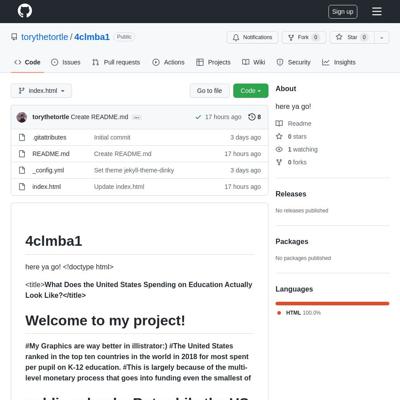 Sign up
torythetortle / 4clmba1 Public
Notifications Fork 0 Star 0
Code Issues Pull requests Actions Projects Wiki Security Insights
index.html Go to file Code
torythetortle Create README.md ... 17 hours ago 8
.gitattributes Initial commit 3 days ago
README.md Create README.md 17 hours ago
_config.yml Set theme jekyll-theme-dinky 3 days ago
index.html Update index.html 17 hours ago
4clmba1
here ya go! <!doctype html>
<title>What Does the United States Spending on Education Actually
Look Like?</title>
Welcome to my project!
#My Graphics are way better in illustrator:) #The United States
ranked in the top ten countries in the world in 2018 for most spent
per pupil on K-12 education. #This is largely because of the multi-
level monetary process that goes into funding even the smallest of
About
here ya go!
Readme
0 stars
1 watching
0 forks
Releases
No releases published
Packages
No packages published
Languages
HTML 100.0%